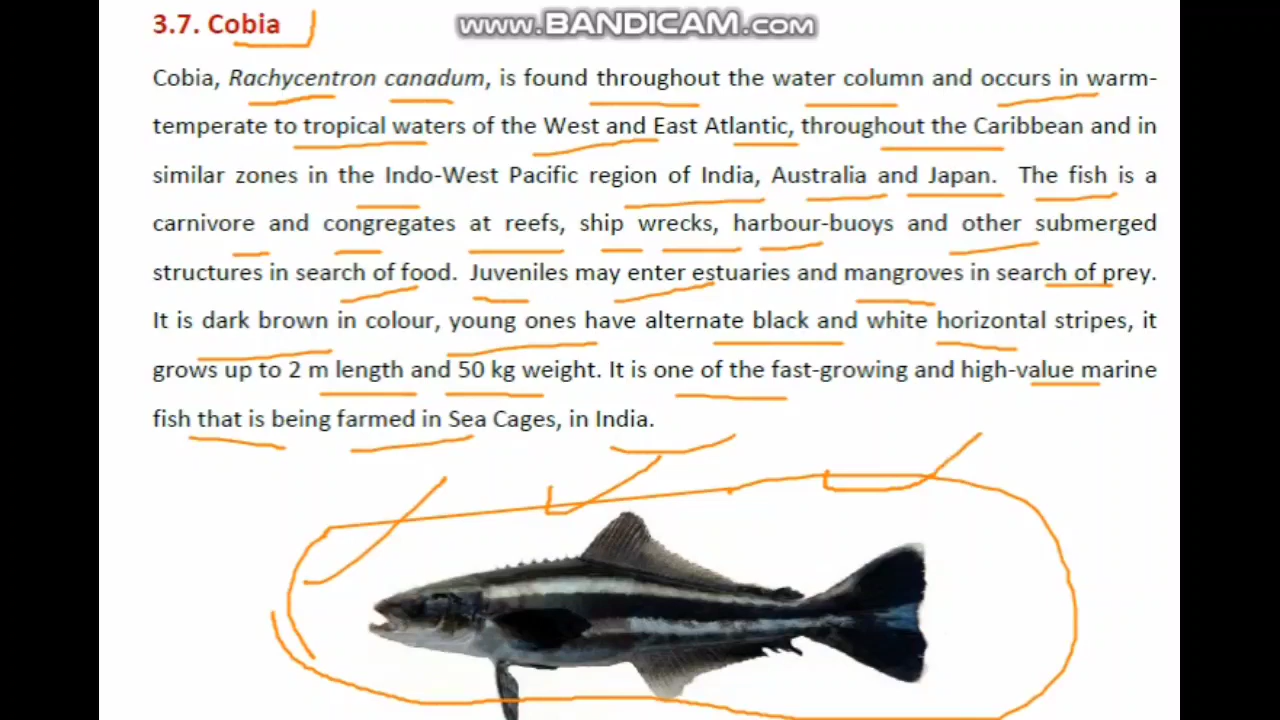 3.7. Cobia
www.BANDICAM.com
Cobia, Rachycentron canadum, is found throughout the water column and occurs in warm-
temperate to tropical waters of the West and East Atlantic, throughout the Caribbean and in
similar zones in the Indo-West Pacific region of India, Australia and Japan. The fish is a
carnivore and congregates at reefs, ship wrecks, harbour-buoys and other submerged
structures in search of food. Juveniles may enter estuaries and mangroves in search of prey.
It is dark brown in colour, young ones have alternate black and white horizontal stripes, it
grows up to 2 m length and 50 kg weight. It is one of the fast-growing and high-value marine
fish that is being farmed in Sea Cages, in India.